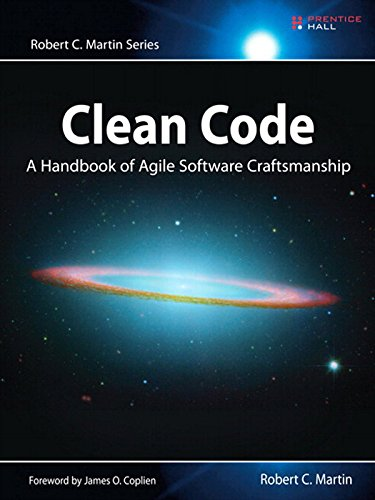 Robert C. Martin Series
PRENTICE
HALL
Clean Code
A Handbook of Agile Software Craftsmanship
Foreword by James O. Coplien
Robert C. Martin